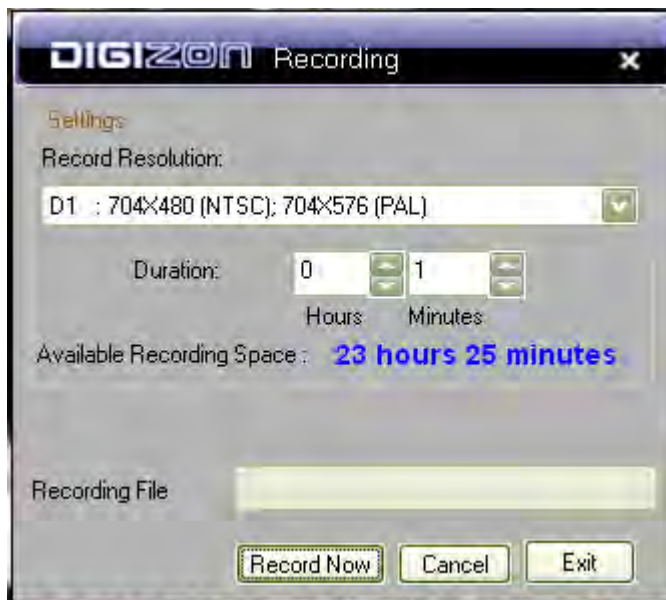 DIGIZON Recording
Settings
Record Resolution:
D1 : 704X480 (NTSC); 704X576 (PAL)
Duration: 0 1
Hours Minutes
Available Recording Space : 23 hours 25 minutes
Recording File
Record Now Cancel Exit